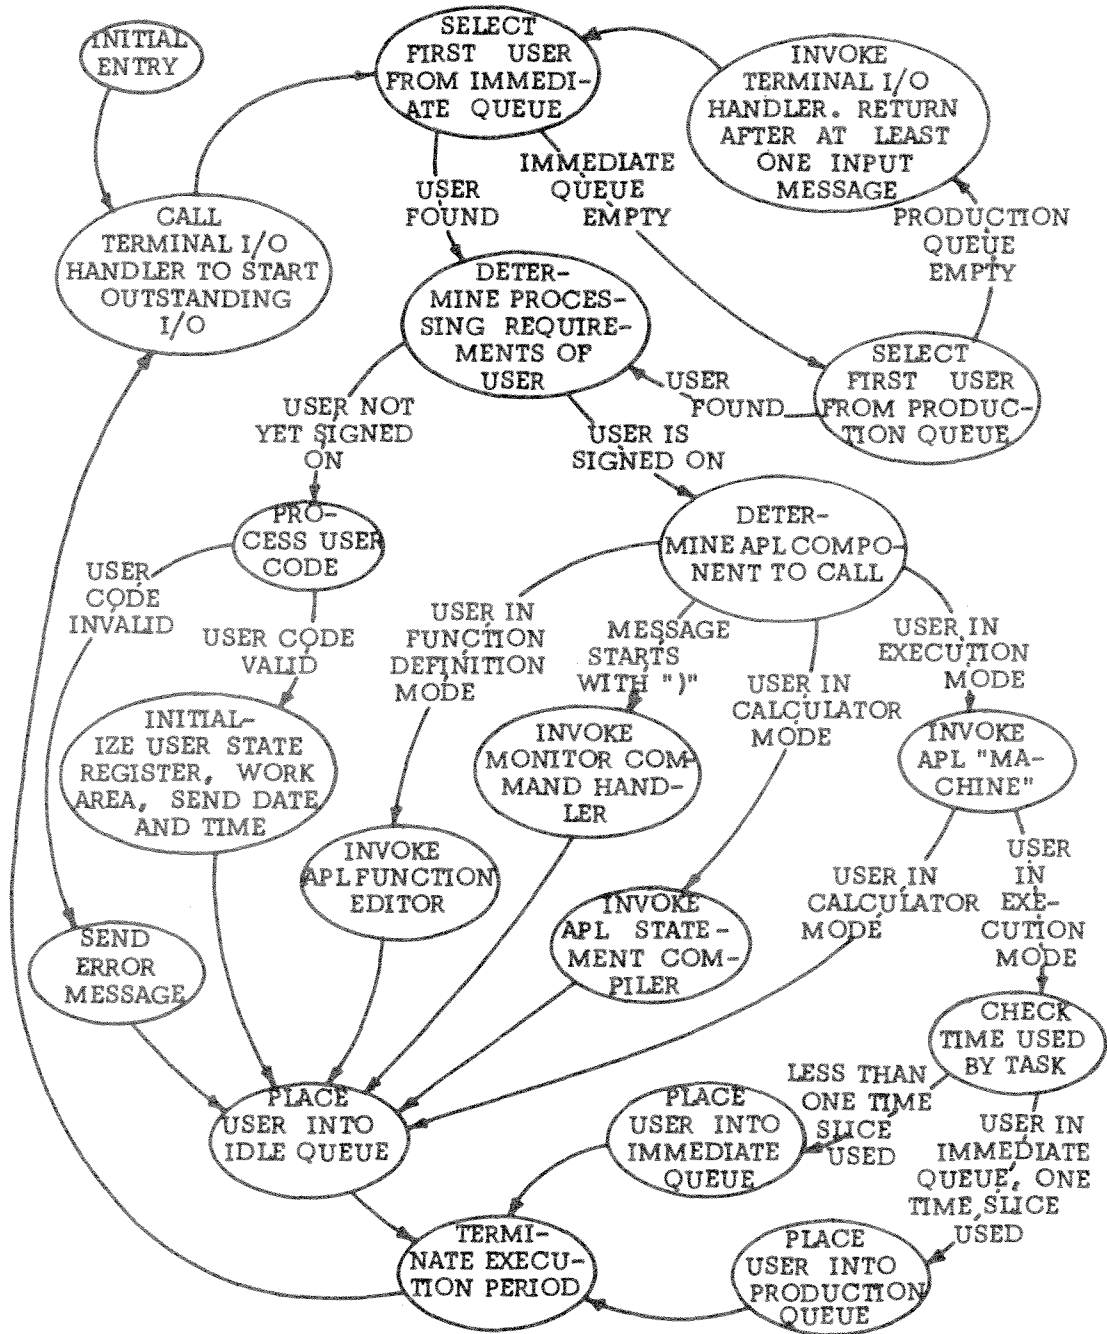 INITIAL
ENTRY
SELECT
FIRST USER
FROM IMMEDI-
ATE QUEUE
INVOKE
TERMINAL I/O
HANDLER. RETURN
AFTER AT LEAST
ONE INPUT
MESSAGE
USER
FOUND
IMMEDIATE
QUEUE
EMPTY
PRODUCTION
QUEUE
EMPTY
CALL
TERMINAL I/O
HANDLER TO START
OUTSTANDING
I/O
DETER-
MINE PROCES-
SING REQUIRE-
MENTS OF
USER
SELECT
FIRST USER
FROM PRODUC-
TION QUEUE
USER
FOUND
USER NOT
YET SIGNED
ON
USER IS
SIGNED ON
PRO-
CESS USER
CODE
DETER-
MINE APL COMPO-
NENT TO CALL
USER
CODE
INVALID
USER CODE
VALID
USER IN
FUNCTION
DEFINITION
MODE
MESSAGE
STARTS
WITH ")"
USER IN
CALCULATOR
MODE
USER IN
EXECUTION
MODE
INITIAL-
IZE USER STATE
REGISTER, WORK
AREA, SEND DATE
AND TIME
INVOKE
MONITOR COM-
MAND HAND-
LER
INVOKE
APL "MA-
CHINE"
INVOKE
APL FUNCTION
EDITOR
INVOKE
APL STATE-
MENT COM-
PILER
USER IN
CALCULATOR
MODE
USER
IN
EXE-
CUTION
MODE
SEND
ERROR
MESSAGE
CHECK
TIME USED
BY TASK
PLACE
USER INTO
IDLE QUEUE
PLACE
USER INTO
IMMEDIATE
QUEUE
LESS THAN
ONE TIME
SLICE
USED
USER IN
IMMEDIATE
QUEUE, ONE
TIME SLICE
USED
TERMI-
NATE EXECU-
TION PERIOD
PLACE
USER INTO
PRODUCTION
QUEUE